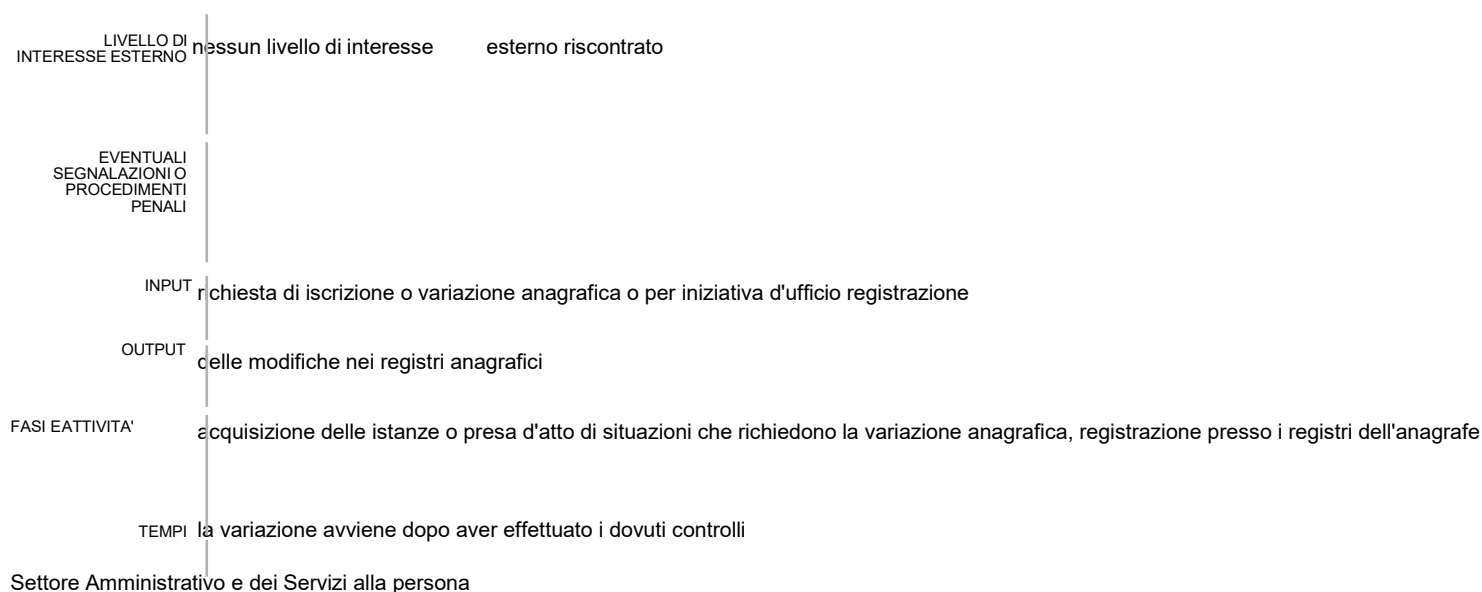 LIVELLO DI
INTERESSE ESTERNO
nessun livello di interesse esterno riscontrato
EVENTUALI
SEGNALAZIONI O
PROCEDIMENTI
PENALI
INPUT
richiesta di iscrizione o variazione anagrafica o per iniziativa d'ufficio registrazione
OUTPUT
delle modifiche nei registri anagrafici
FASI EATTIVITA'
acquisizione delle istanze o presa d'atto di situazioni che richiedono la variazione anagrafica, registrazione presso i registri dell'anagrafe
TEMPI
la variazione avviene dopo aver effettuato i dovuti controlli
Settore Amministrativo e dei Servizi alla persona